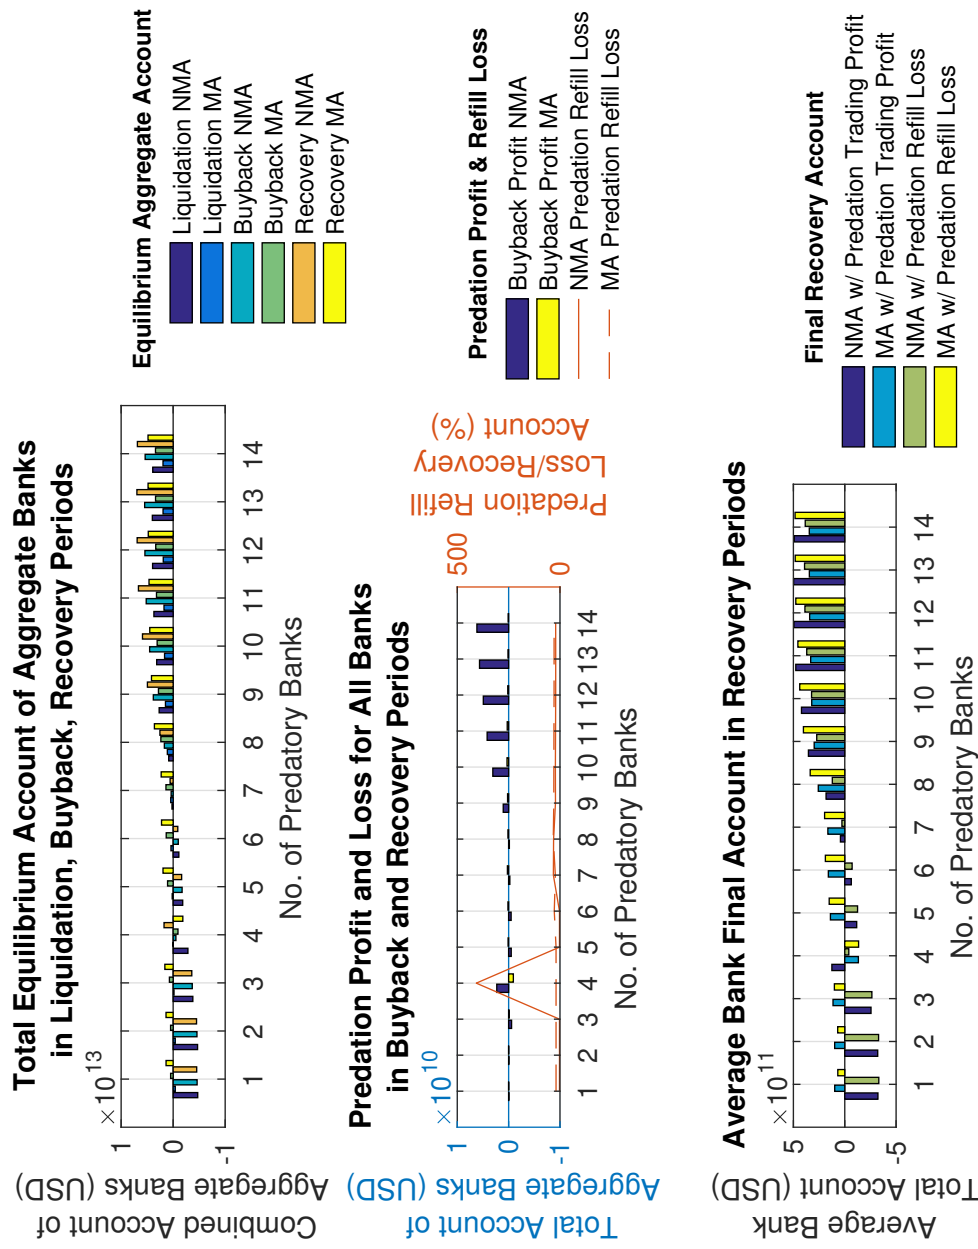 Total Equilibrium Account of Aggregate Banks
in Liquidation, Buyback, Recovery Periods
×10^13
1
0
-1
Combined Account of
Aggregate Banks (USD)
1 2 3 4 5 6 7 8 9 10 11 12 13 14
No. of Predatory Banks
Equilibrium Aggregate Account
Liquidation NMA
Liquidation MA
Buyback NMA
Buyback MA
Recovery NMA
Recovery MA
Predation Profit and Loss for All Banks
in Buyback and Recovery Periods
×10^10
1
0
-1
Total Account of
Aggregate Banks (USD)
1 2 3 4 5 6 7 8 9 10 11 12 13 14
No. of Predatory Banks
500
0
Predation Refill
Loss/Recovery
Account (%)
Predation Profit & Refill Loss
Buyback Profit NMA
Buyback Profit MA
NMA Predation Refill Loss
MA Predation Refill Loss
Average Bank Final Account in Recovery Periods
×10^11
5
0
-5
Average Bank
Total Account (USD)
1 2 3 4 5 6 7 8 9 10 11 12 13 14
No. of Predatory Banks
Final Recovery Account
NMA w/ Predation Trading Profit
MA w/ Predation Trading Profit
NMA w/ Predation Refill Loss
MA w/ Predation Refill Loss